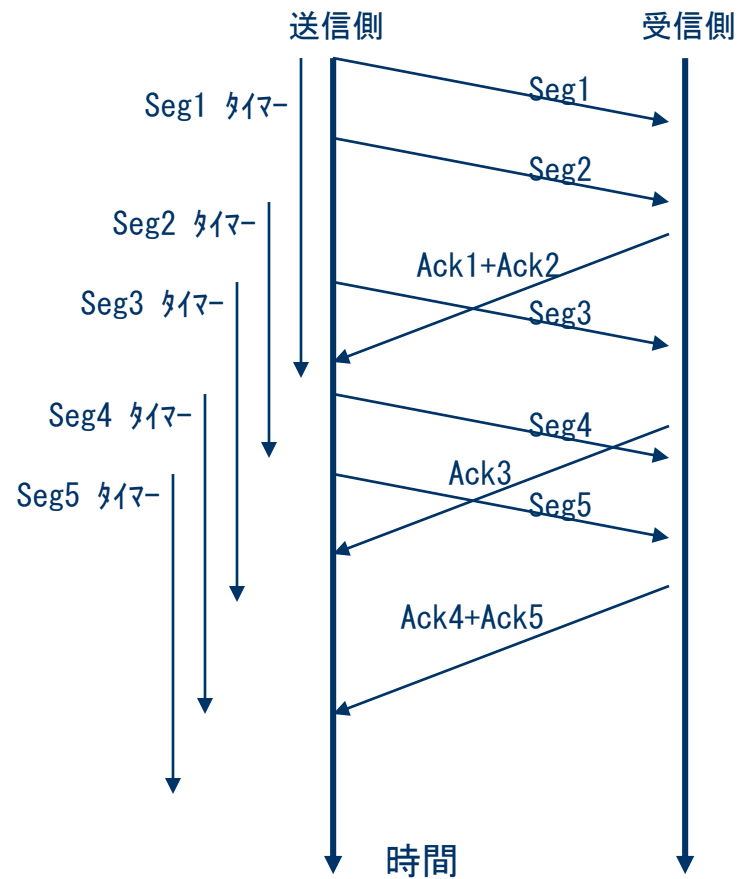 送信側
受信側
Seg1 ﾀｲﾏｰ
Seg1
Seg2
Seg2 ﾀｲﾏｰ
Ack1+Ack2
Seg3 ﾀｲﾏｰ
Seg3
Seg4 ﾀｲﾏｰ
Seg4
Ack3
Seg5 ﾀｲﾏｰ
Seg5
Ack4+Ack5
時間